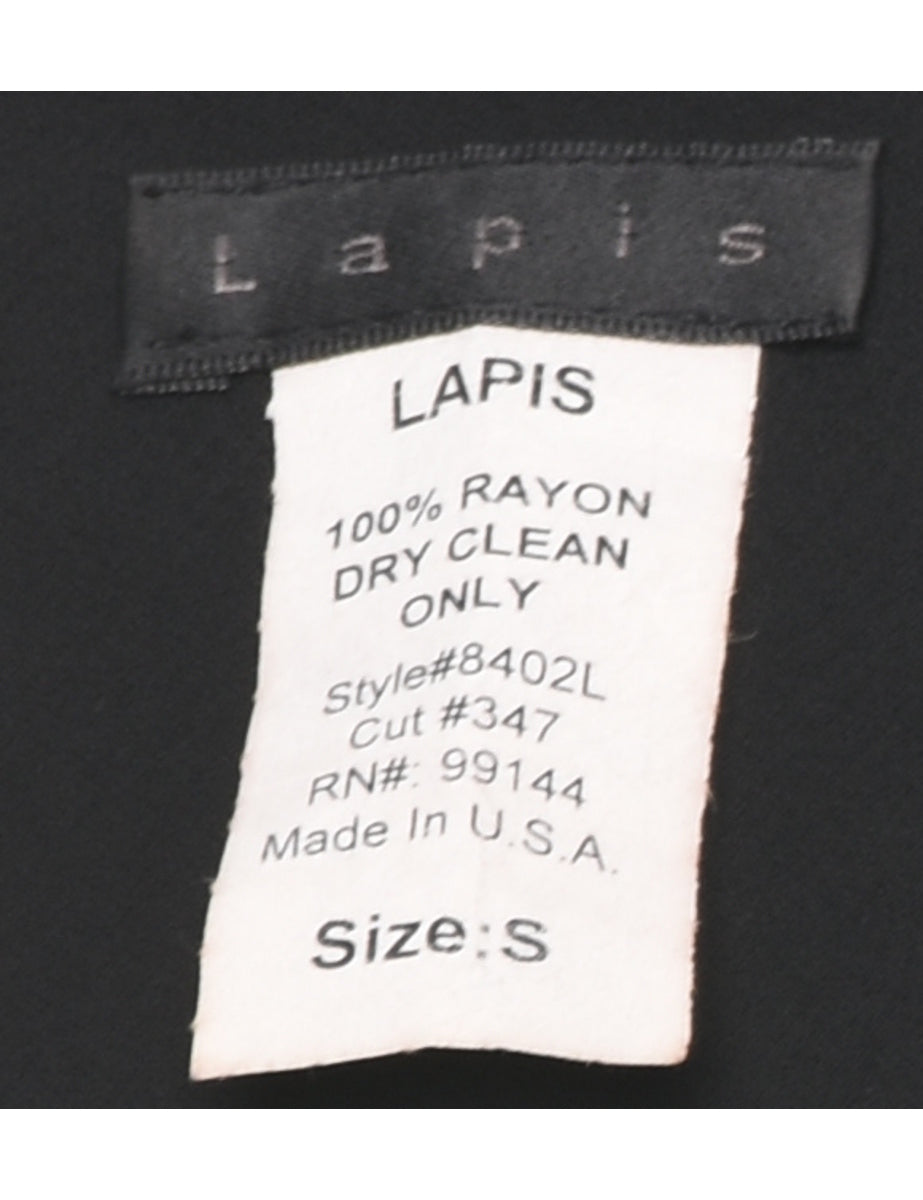 Lapis
LAPIS
100% RAYON
DRY CLEAN
ONLY
Style#8402L
Cut #347
RN#: 99144
Made In U.S.A.
Size:S